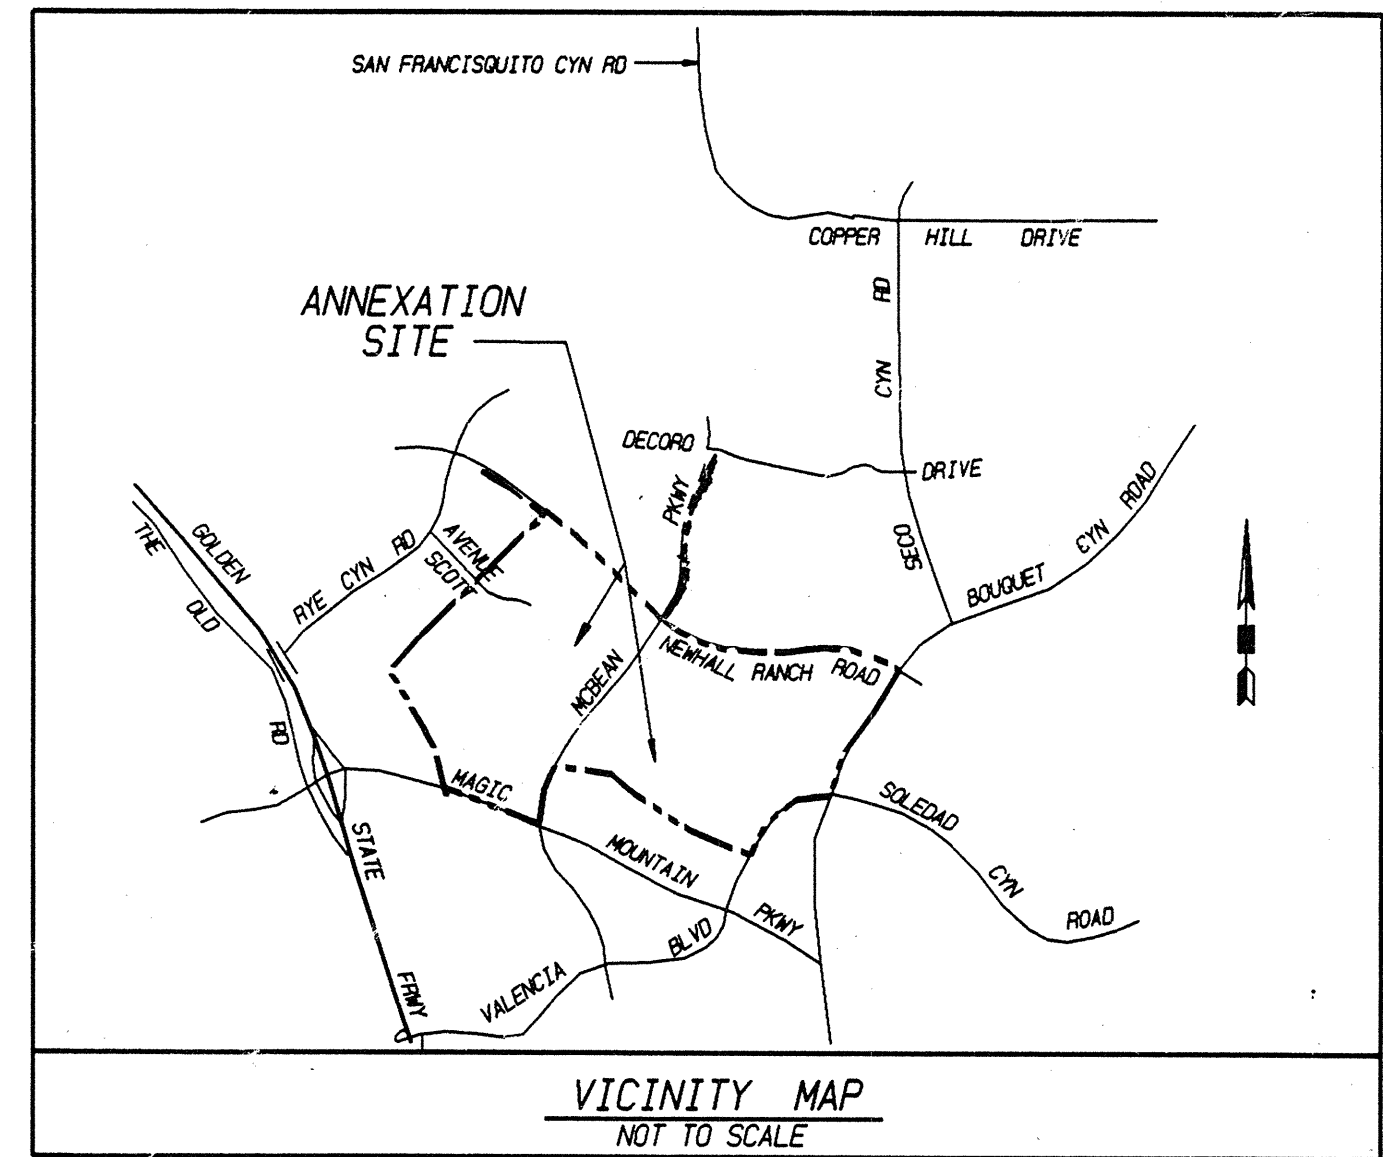 SAN FRANCISQUITO CYN RD
COPPER HILL DRIVE
ANNEXATION
SITE
SECO CYN RD
DECORO DRIVE
PKWY
MCBEAN
BOUQUET CYN ROAD
GOLDEN
STATE
FRWY
THE OLD RD
RYE CYN RD
AVENUE
SCOTT
NEWHALL RANCH ROAD
MAGIC
MOUNTAIN
PKWY
SOLEDAD CYN ROAD
VALENCIA BLVD
VICINITY MAP
NOT TO SCALE